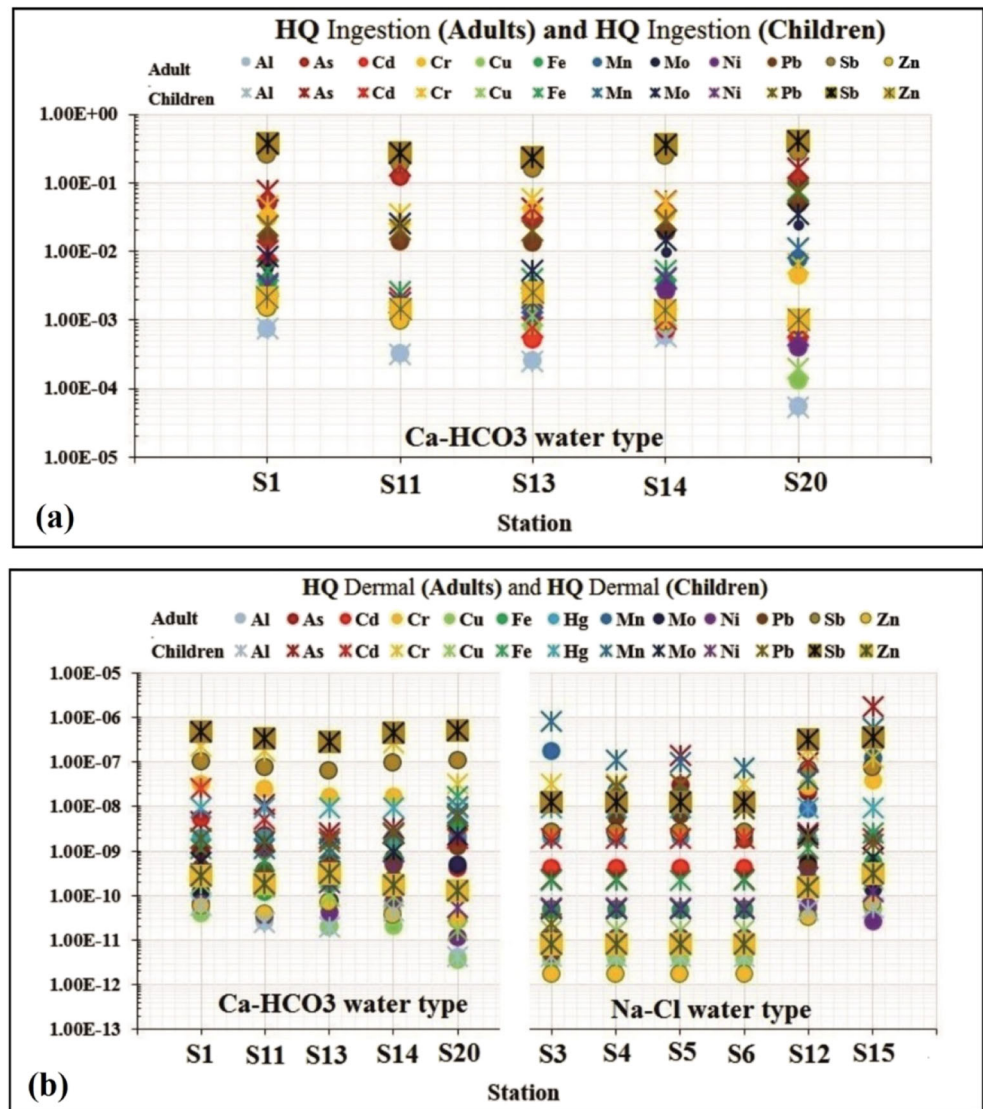 HQ Ingestion (Adults) and HQ Ingestion (Children)
Adult Al As Cd Cr Cu Fe Mn Mo Ni Pb Sb Zn
Children Al As Cd Cr Cu Fe Mn Mo Ni Pb Sb Zn
1.00E+00
1.00E-01
1.00E-02
1.00E-03
1.00E-04
1.00E-05
Ca-HCO3 water type
S1 S11 S13 S14 S20
(a)
Station
HQ Dermal (Adults) and HQ Dermal (Children)
Adult Al As Cd Cr Cu Fe Hg Mn Mo Ni Pb Sb Zn
Children Al As Cd Cr Cu Fe Hg Mn Mo Ni Pb Sb Zn
1.00E-05
1.00E-06
1.00E-07
1.00E-08
1.00E-09
1.00E-10
1.00E-11
1.00E-12
1.00E-13
Ca-HCO3 water type Na-Cl water type
S1 S11 S13 S14 S20 S3 S4 S5 S6 S12 S15
(b)
Station